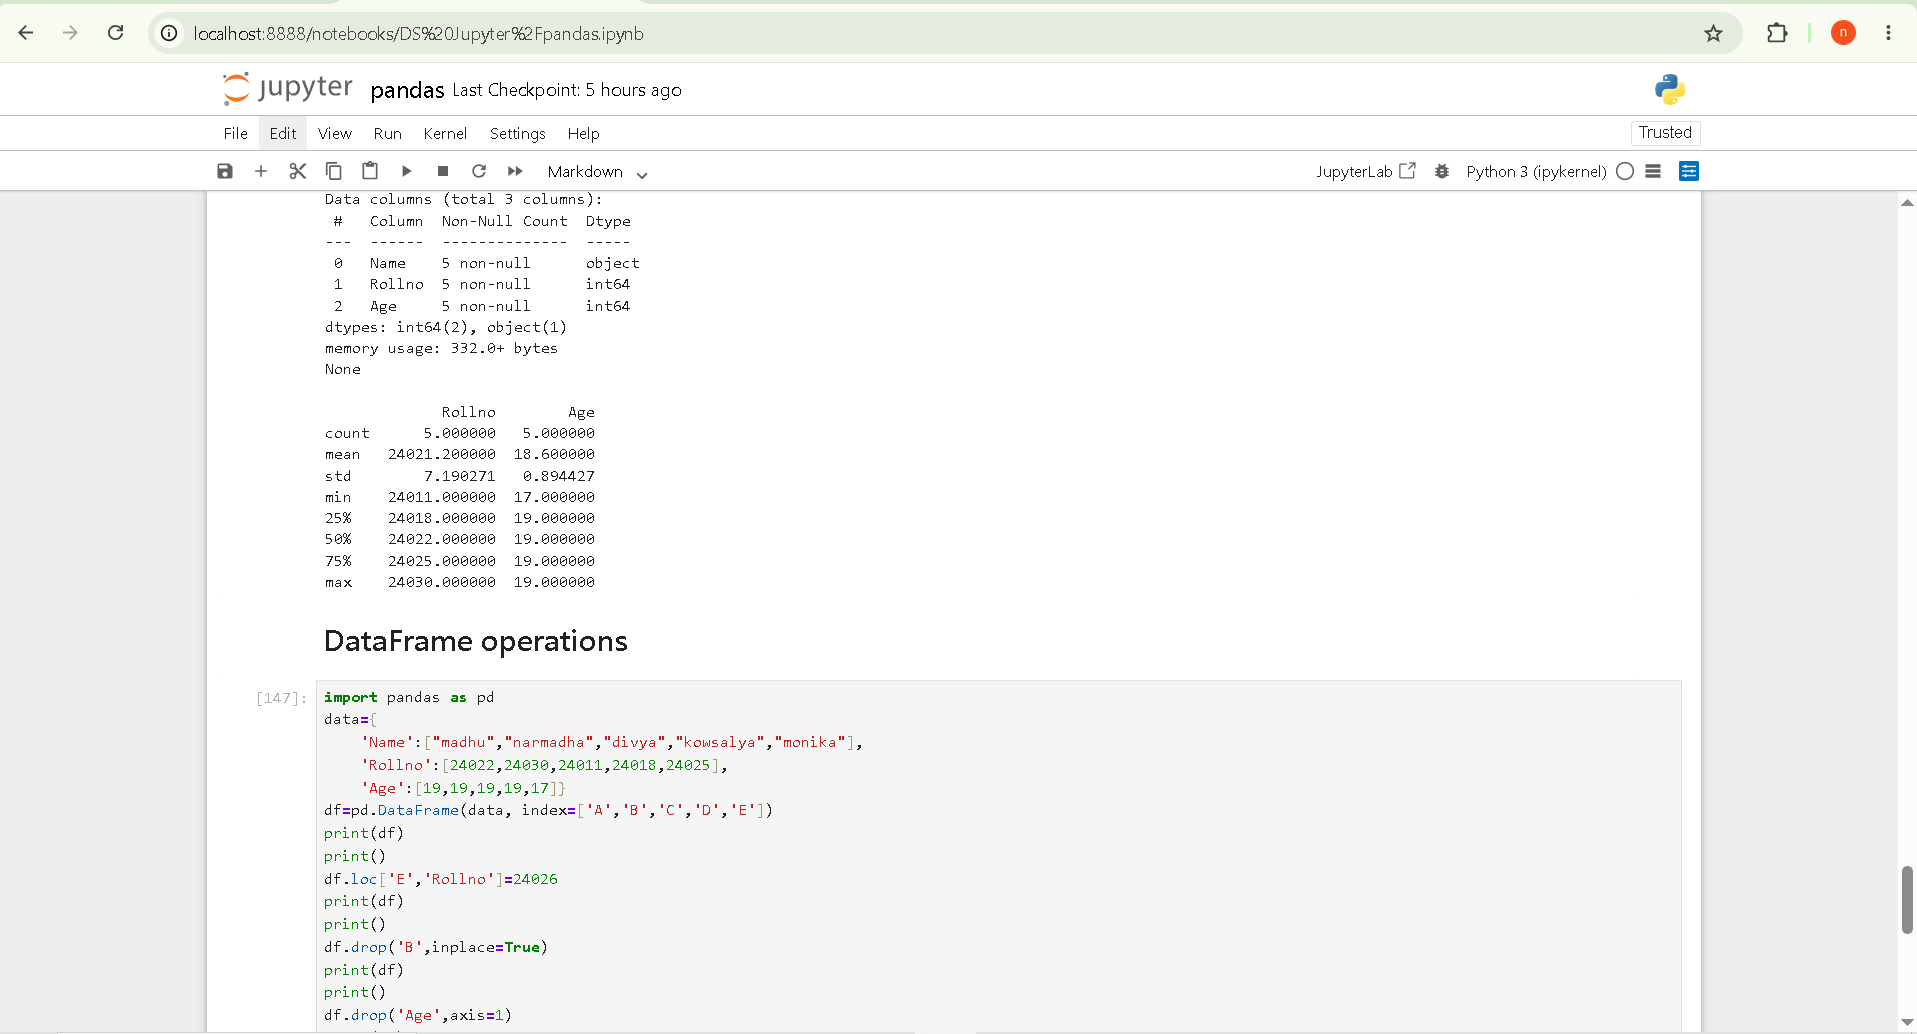 localhost:8888/notebooks/DS%20Jupyter%2Fpandas.ipynb
n
jupyter pandas Last Checkpoint: 5 hours ago
File Edit View Run Kernel Settings Help Trusted
Markdown JupyterLab Python 3 (ipykernel)
Data columns (total 3 columns):
 #   Column  Non-Null Count  Dtype
---  ------  --------------  -----
 0   Name    5 non-null      object
 1   Rollno  5 non-null      int64
 2   Age     5 non-null      int64
dtypes: int64(2), object(1)
memory usage: 332.0+ bytes
None
             Rollno        Age
count      5.000000   5.000000
mean   24021.200000  18.600000
std        7.190271   0.894427
min    24011.000000  17.000000
25%    24018.000000  19.000000
50%    24022.000000  19.000000
75%    24025.000000  19.000000
max    24030.000000  19.000000
DataFrame operations
[147]: import pandas as pd
data={
    'Name':["madhu","narmadha","divya","kowsalya","monika"],
    'Rollno':[24022,24030,24011,24018,24025],
    'Age':[19,19,19,19,17]}
df=pd.DataFrame(data, index=['A','B','C','D','E'])
print(df)
print()
df.loc['E','Rollno']=24026
print(df)
print()
df.drop('B',inplace=True)
print(df)
print()
df.drop('Age',axis=1)